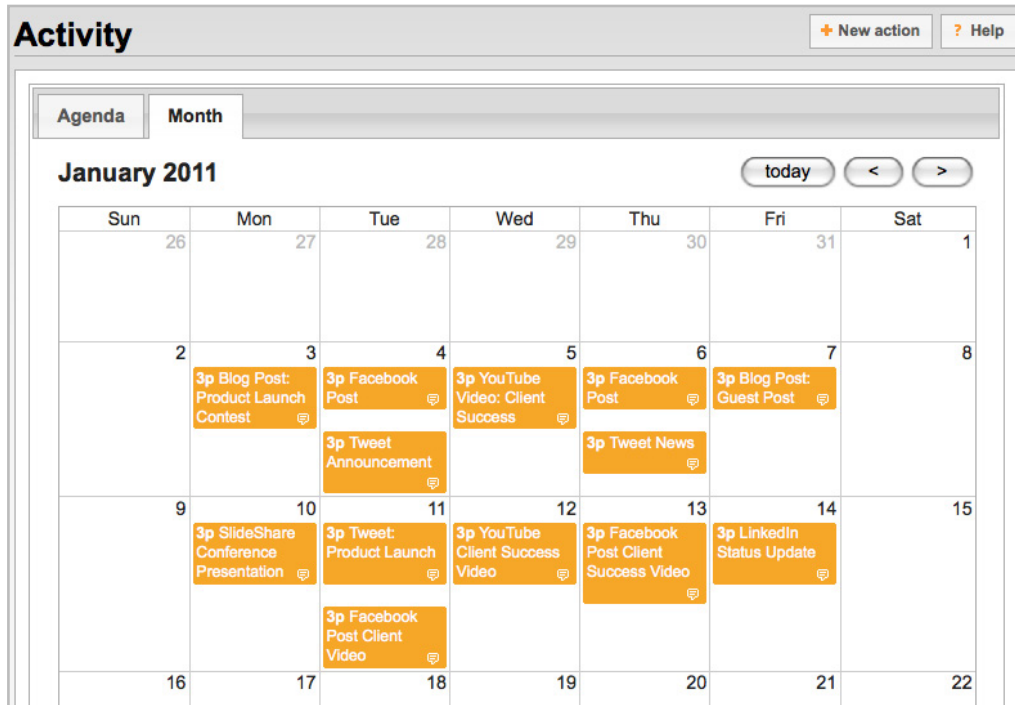 Activity
+ New action
? Help
Agenda
Month
January 2011
today
<
>
Sun Mon Tue Wed Thu Fri Sat
26 27 28 29 30 31 1
2 3 4 5 6 7 8
3p Blog Post:
Product Launch
Contest
3p Facebook
Post
3p Tweet
Announcement
3p YouTube
Video: Client
Success
3p Facebook
Post
3p Tweet News
3p Blog Post:
Guest Post
9 10 11 12 13 14 15
3p SlideShare
Conference
Presentation
3p Tweet:
Product Launch
3p Facebook
Post Client
Video
3p YouTube
Client Success
Video
3p Facebook
Post Client
Success Video
3p LinkedIn
Status Update
16 17 18 19 20 21 22